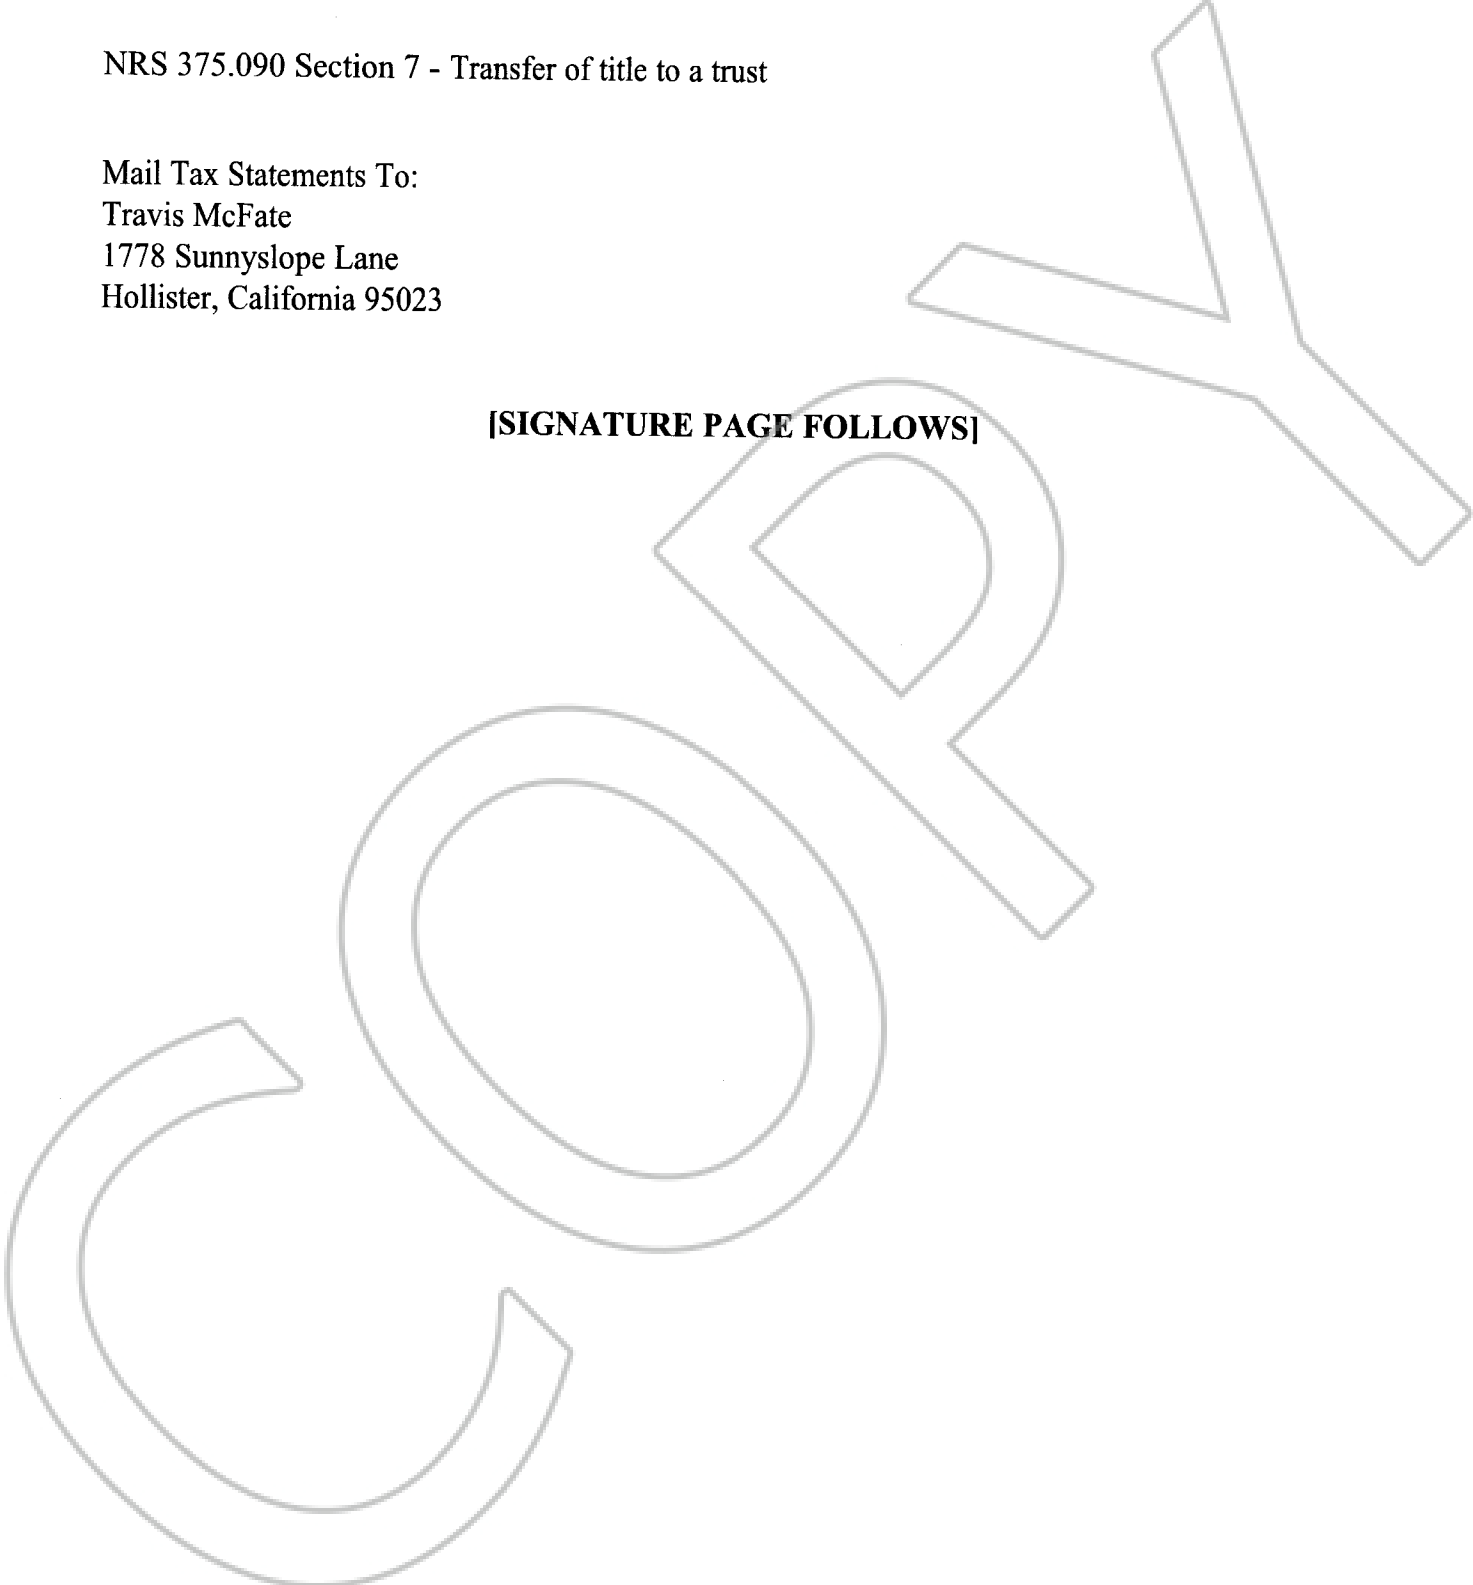 NRS 375.090 Section 7 - Transfer of title to a trust
Mail Tax Statements To:
Travis McFate
1778 Sunnyslope Lane
Hollister, California 95023
[SIGNATURE PAGE FOLLOWS]
COPY